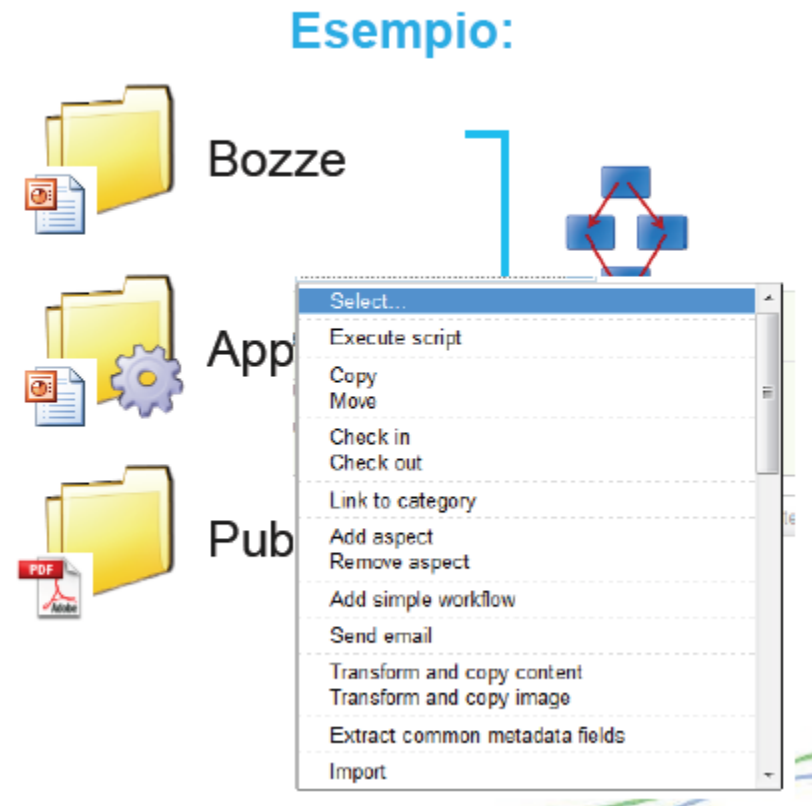 Esempio:
Bozze
App
Pub
PDF
Adobe
Select...
Execute script
Copy
Move
Check in
Check out
Link to category
Add aspect
Remove aspect
Add simple workflow
Send email
Transform and copy content
Transform and copy image
Extract common metadata fields
Import